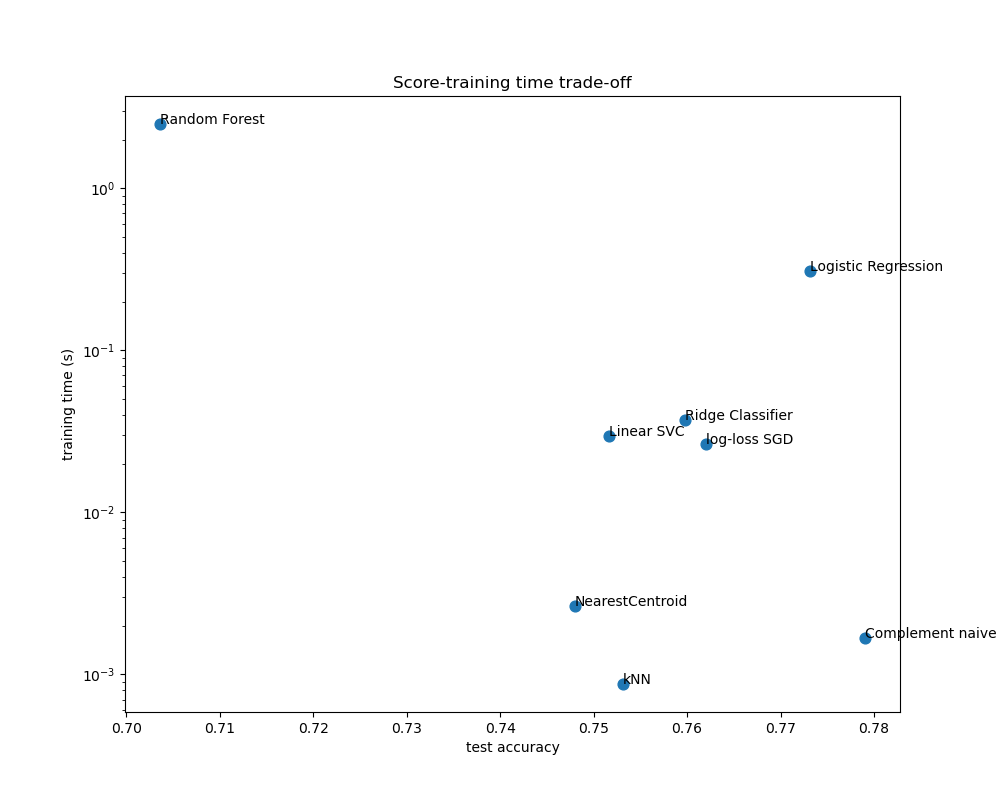 Score-training time trade-off
Random Forest
10^0
Logistic Regression
10^-1
training time (s)
Ridge Classifier
Linear SVC
log-loss SGD
10^-2
NearestCentroid
Complement naive
kNN
10^-3
0.70 0.71 0.72 0.73 0.74 0.75 0.76 0.77 0.78
test accuracy